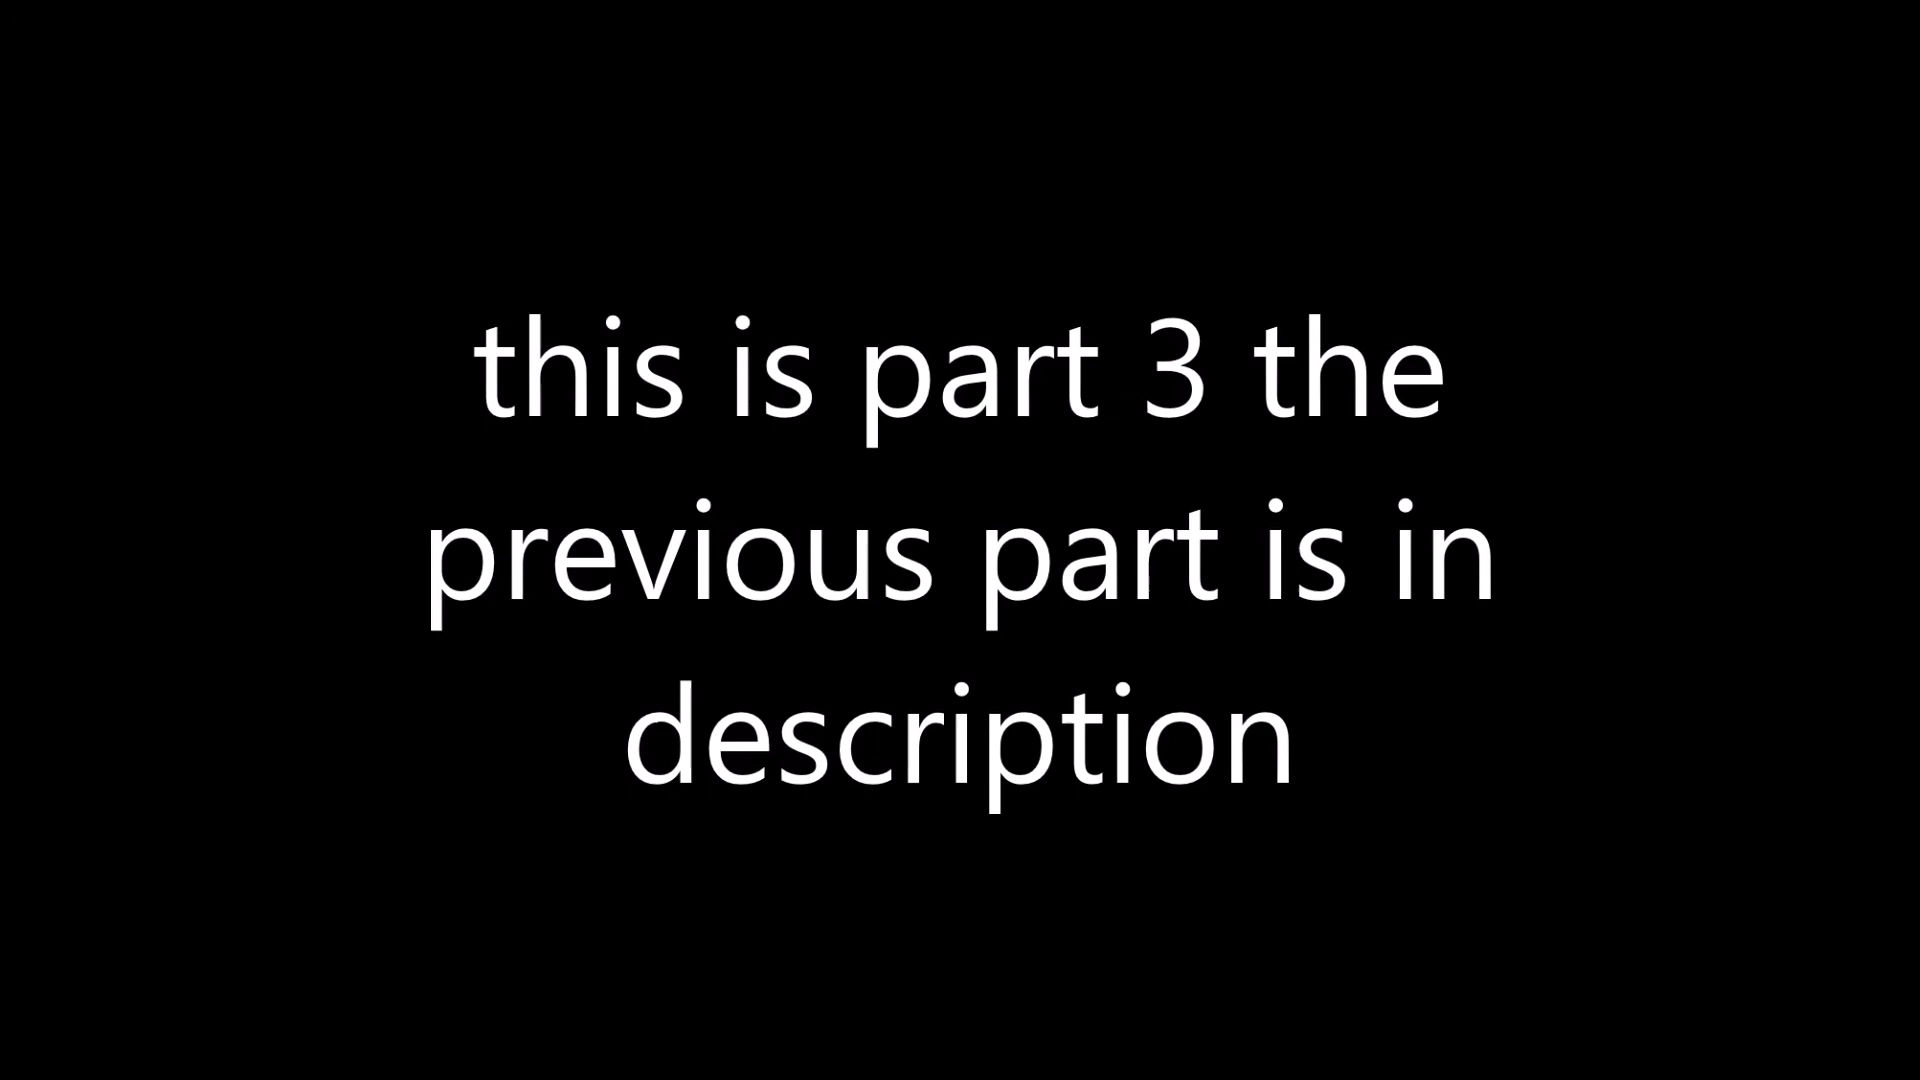 this is part 3 the
previous part is in
description